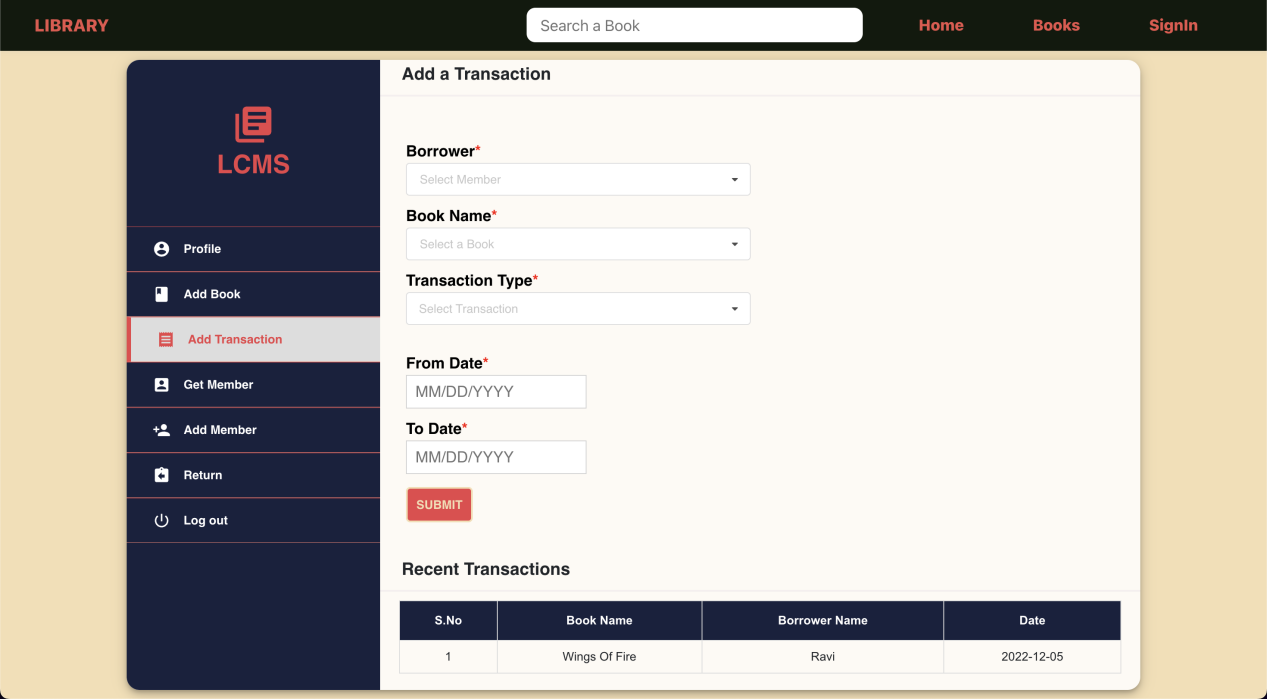 LIBRARY Search a Book Home Books SignIn
LCMS
Profile
Add Book
Add Transaction
Get Member
Add Member
Return
Log out
Add a Transaction
Borrower*
Select Member
Book Name*
Select a Book
Transaction Type*
Select Transaction
From Date*
MM/DD/YYYY
To Date*
MM/DD/YYYY
SUBMIT
Recent Transactions
S.No Book Name Borrower Name Date
1 Wings Of Fire Ravi 2022-12-05